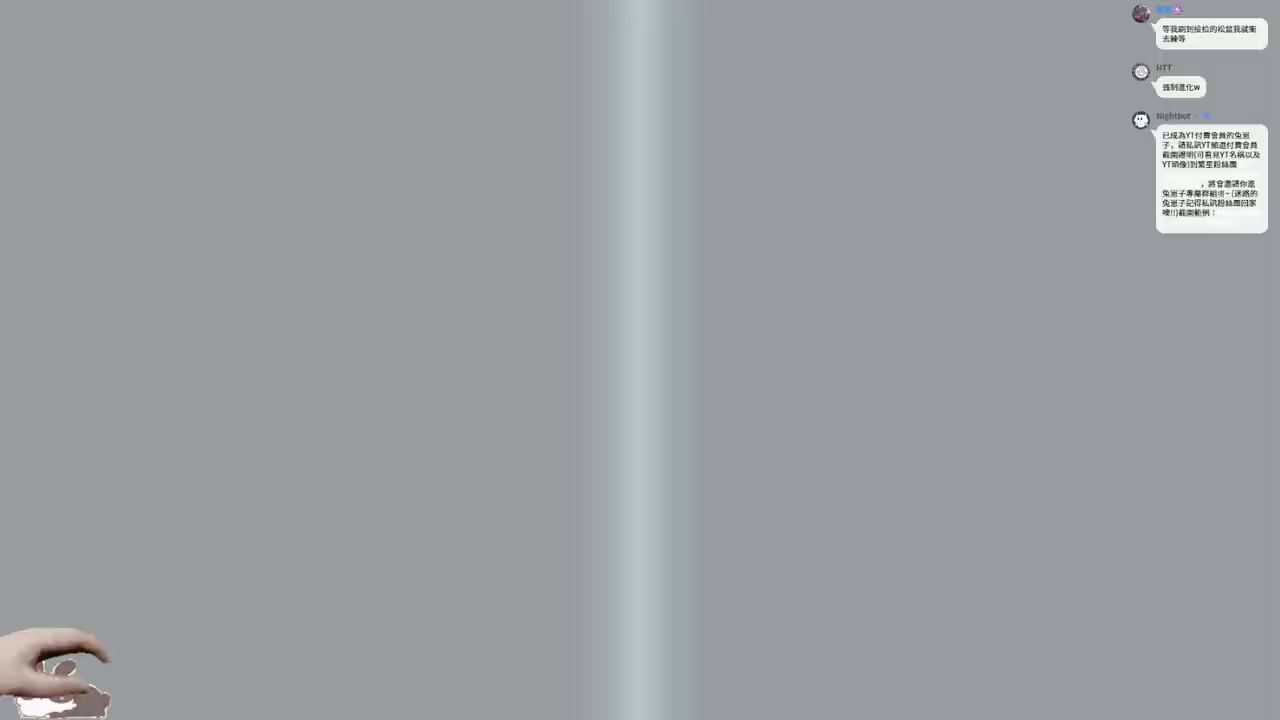 等我刷到撿拾的松鼠我就衝
去練等
HTT
強制進化w
Nightbot
已成為YT付費會員的兔崽
子，請私訊YT頻道付費會員
截圖證明(可看見YT名稱以及
YT頭像)到繁星粉絲團
，將會邀請你進
兔崽子專屬群組唷~ (迷路的
兔崽子記得私訊粉絲團回家
噢!!)截圖範例：